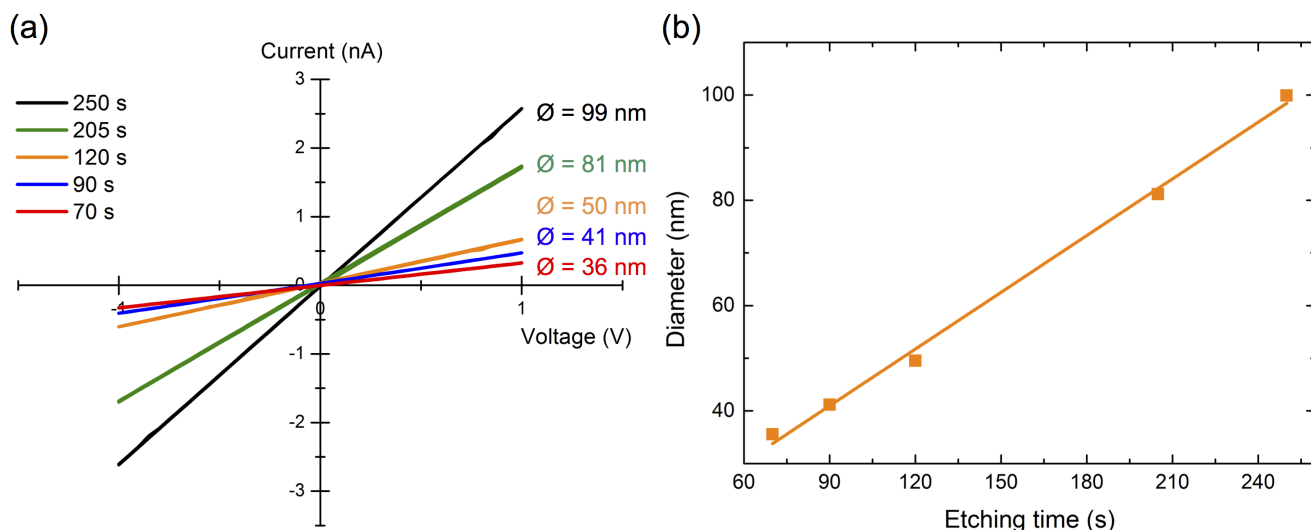 (a)
Current (nA)
3
2
1
0
-1
-2
-3
-1
0
1
Voltage (V)
250 s
205 s
120 s
90 s
70 s
Ø = 99 nm
Ø = 81 nm
Ø = 50 nm
Ø = 41 nm
Ø = 36 nm
(b)
Diameter (nm)
100
80
60
40
60
90
120
150
180
210
240
Etching time (s)